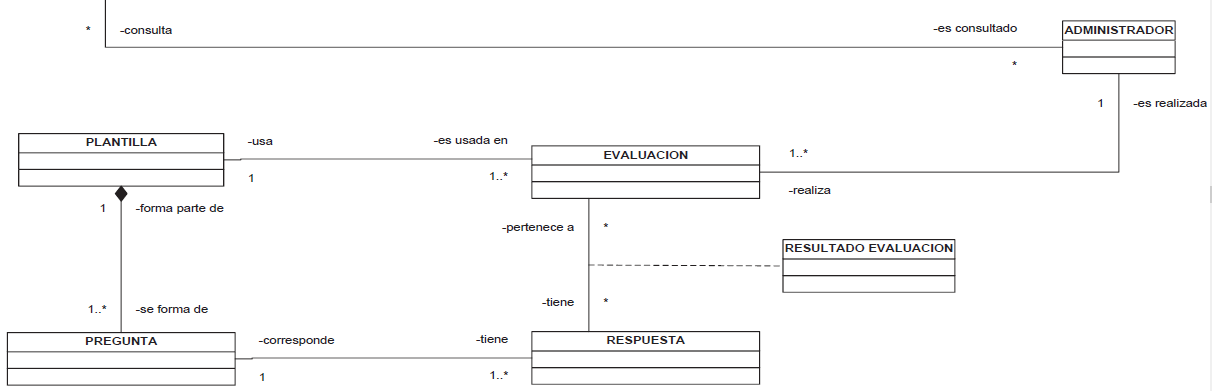 * -consulta -es consultado
ADMINISTRADOR
*
1 -es realizada
PLANTILLA -usa -es usada en
EVALUACION 1..*
1 1..*
-realiza
1 -forma parte de
-pertenece a *
RESULTADO EVALUACION
-tiene *
1..* -se forma de
PREGUNTA -corresponde -tiene RESPUESTA
1 1..*